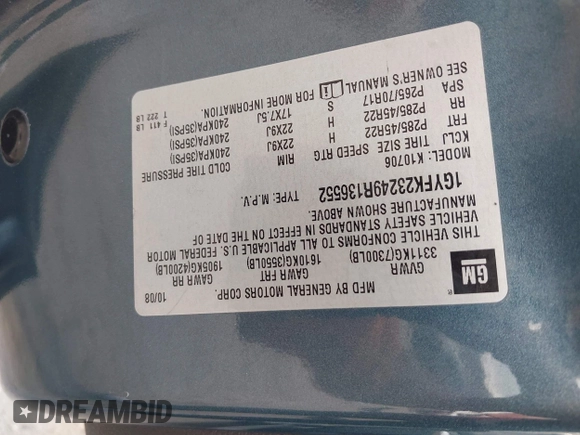 MFD BY GENERAL MOTORS CORP. 10/08
GM
GVWR GAWR FRT GAWR RR
3311KG(7300LB) 1610KG(3550LB) 1905KG(4200LB)
THIS VEHICLE CONFORMS TO ALL APPLICABLE U.S. FEDERAL MOTOR
VEHICLE SAFETY STANDARDS IN EFFECT ON THE DATE OF
MANUFACTURE SHOWN ABOVE.
1GYFK23249R136552 TYPE: M.P.V.
MODEL: K10706
KCLJ TIRE SIZE SPEED RTG RIM COLD TIRE PRESSURE
FRT P285/45R22 H 22X9J 240KPA(35PSI)
RR P285/45R22 H 22X9J 240KPA(35PSI)
SPA P265/70R17 S 17X7.5J 240KPA(35PSI)
SEE OWNER'S MANUAL FOR MORE INFORMATION.
F 411 LB
T 222 LB
DREAMBID